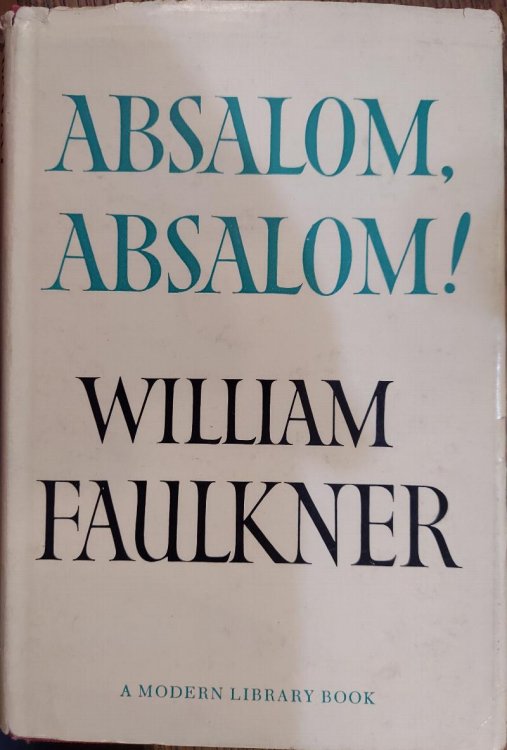 ABSALOM,
ABSALOM!
WILLIAM
FAULKNER
A MODERN LIBRARY BOOK